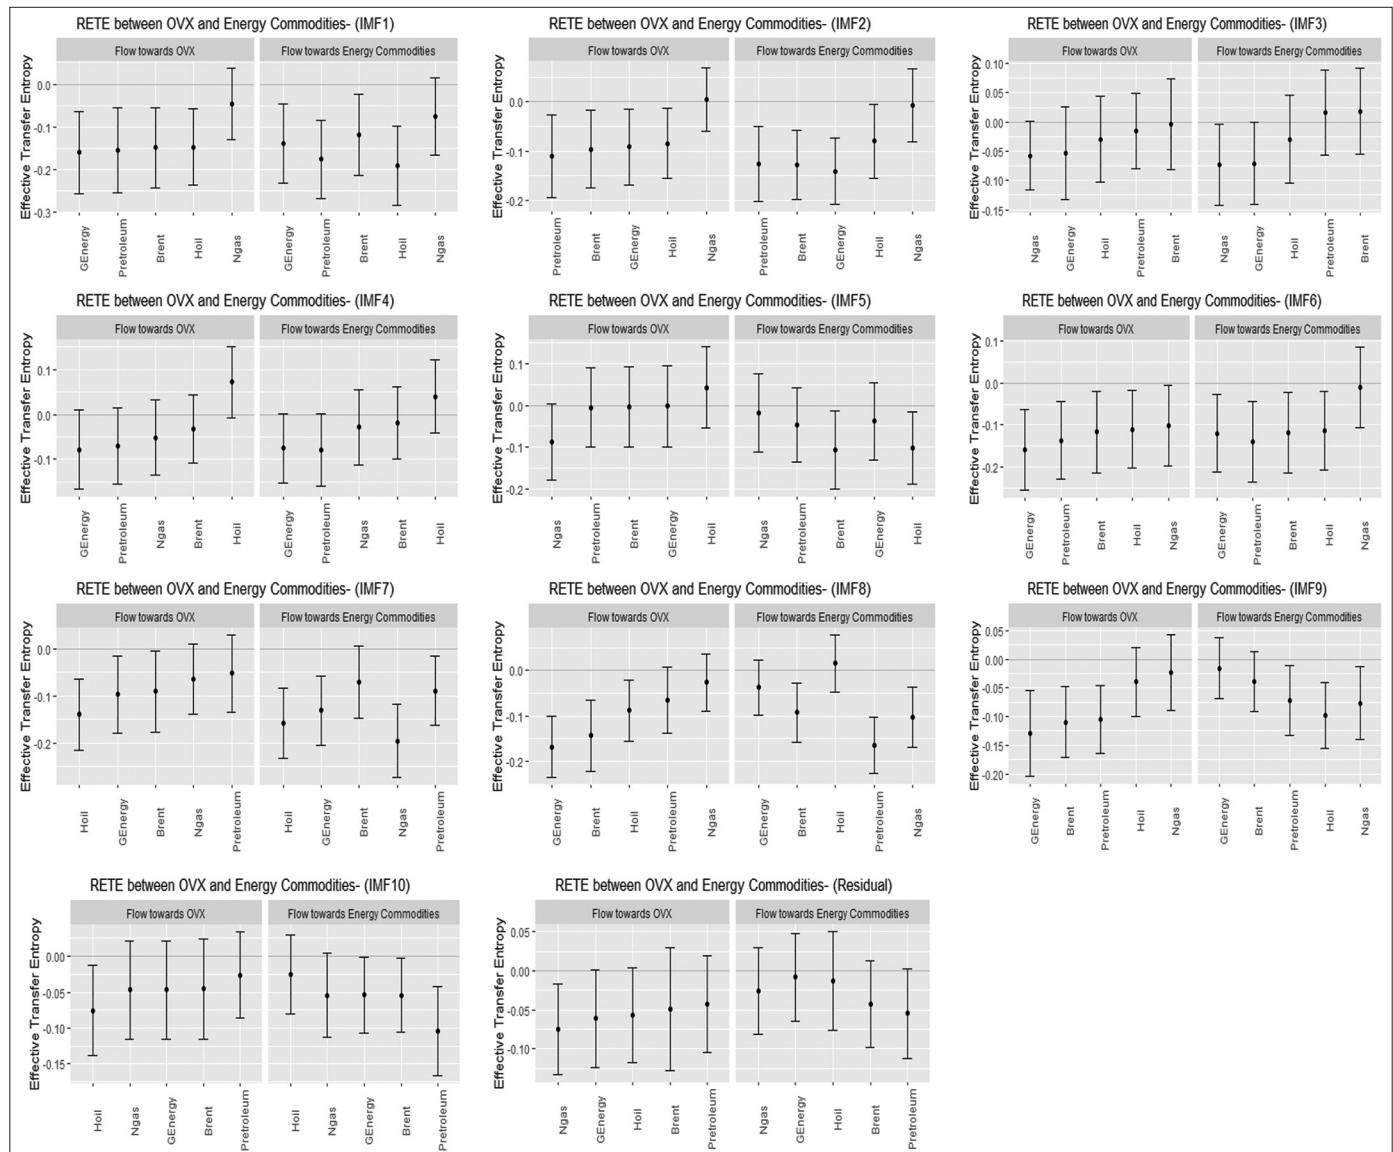 RETE between OVX and Energy Commodities- (IMF1)
Flow towards OVX
Flow towards Energy Commodities
Effective Transfer Entropy
0.0
-0.1
-0.2
-0.3
GEnergy
Pretroleum
Brent
Hoil
Ngas
GEnergy
Pretroleum
Brent
Hoil
Ngas
RETE between OVX and Energy Commodities- (IMF2)
Flow towards OVX
Flow towards Energy Commodities
Effective Transfer Entropy
0.0
-0.1
-0.2
Pretroleum
Brent
GEnergy
Hoil
Ngas
Pretroleum
Brent
GEnergy
Hoil
Ngas
RETE between OVX and Energy Commodities- (IMF3)
Flow towards OVX
Flow towards Energy Commodities
Effective Transfer Entropy
0.10
0.05
0.00
-0.05
-0.10
-0.15
Ngas
GEnergy
Hoil
Pretroleum
Brent
Ngas
GEnergy
Hoil
Pretroleum
Brent
RETE between OVX and Energy Commodities- (IMF4)
Flow towards OVX
Flow towards Energy Commodities
Effective Transfer Entropy
0.1
0.0
-0.1
GEnergy
Pretroleum
Ngas
Brent
Hoil
GEnergy
Pretroleum
Ngas
Brent
Hoil
RETE between OVX and Energy Commodities- (IMF5)
Flow towards OVX
Flow towards Energy Commodities
Effective Transfer Entropy
0.1
0.0
-0.1
-0.2
Ngas
Pretroleum
Brent
GEnergy
Hoil
Ngas
Pretroleum
Brent
GEnergy
Hoil
RETE between OVX and Energy Commodities- (IMF6)
Flow towards OVX
Flow towards Energy Commodities
Effective Transfer Entropy
0.1
0.0
-0.1
-0.2
GEnergy
Pretroleum
Brent
Hoil
Ngas
GEnergy
Pretroleum
Brent
Hoil
Ngas
RETE between OVX and Energy Commodities- (IMF7)
Flow towards OVX
Flow towards Energy Commodities
Effective Transfer Entropy
0.0
-0.1
-0.2
Hoil
GEnergy
Brent
Ngas
Pretroleum
Hoil
GEnergy
Brent
Ngas
Pretroleum
RETE between OVX and Energy Commodities- (IMF8)
Flow towards OVX
Flow towards Energy Commodities
Effective Transfer Entropy
0.0
-0.1
-0.2
GEnergy
Brent
Hoil
Pretroleum
Ngas
GEnergy
Brent
Hoil
Pretroleum
Ngas
RETE between OVX and Energy Commodities- (IMF9)
Flow towards OVX
Flow towards Energy Commodities
Effective Transfer Entropy
0.05
0.00
-0.05
-0.10
-0.15
-0.20
GEnergy
Brent
Pretroleum
Hoil
Ngas
GEnergy
Brent
Pretroleum
Hoil
Ngas
RETE between OVX and Energy Commodities- (IMF10)
Flow towards OVX
Flow towards Energy Commodities
Effective Transfer Entropy
0.00
-0.05
-0.10
-0.15
Hoil
Ngas
GEnergy
Brent
Pretroleum
Hoil
Ngas
GEnergy
Brent
Pretroleum
RETE between OVX and Energy Commodities- (Residual)
Flow towards OVX
Flow towards Energy Commodities
Effective Transfer Entropy
0.05
0.00
-0.05
-0.10
Ngas
GEnergy
Hoil
Brent
Pretroleum
Ngas
GEnergy
Hoil
Brent
Pretroleum